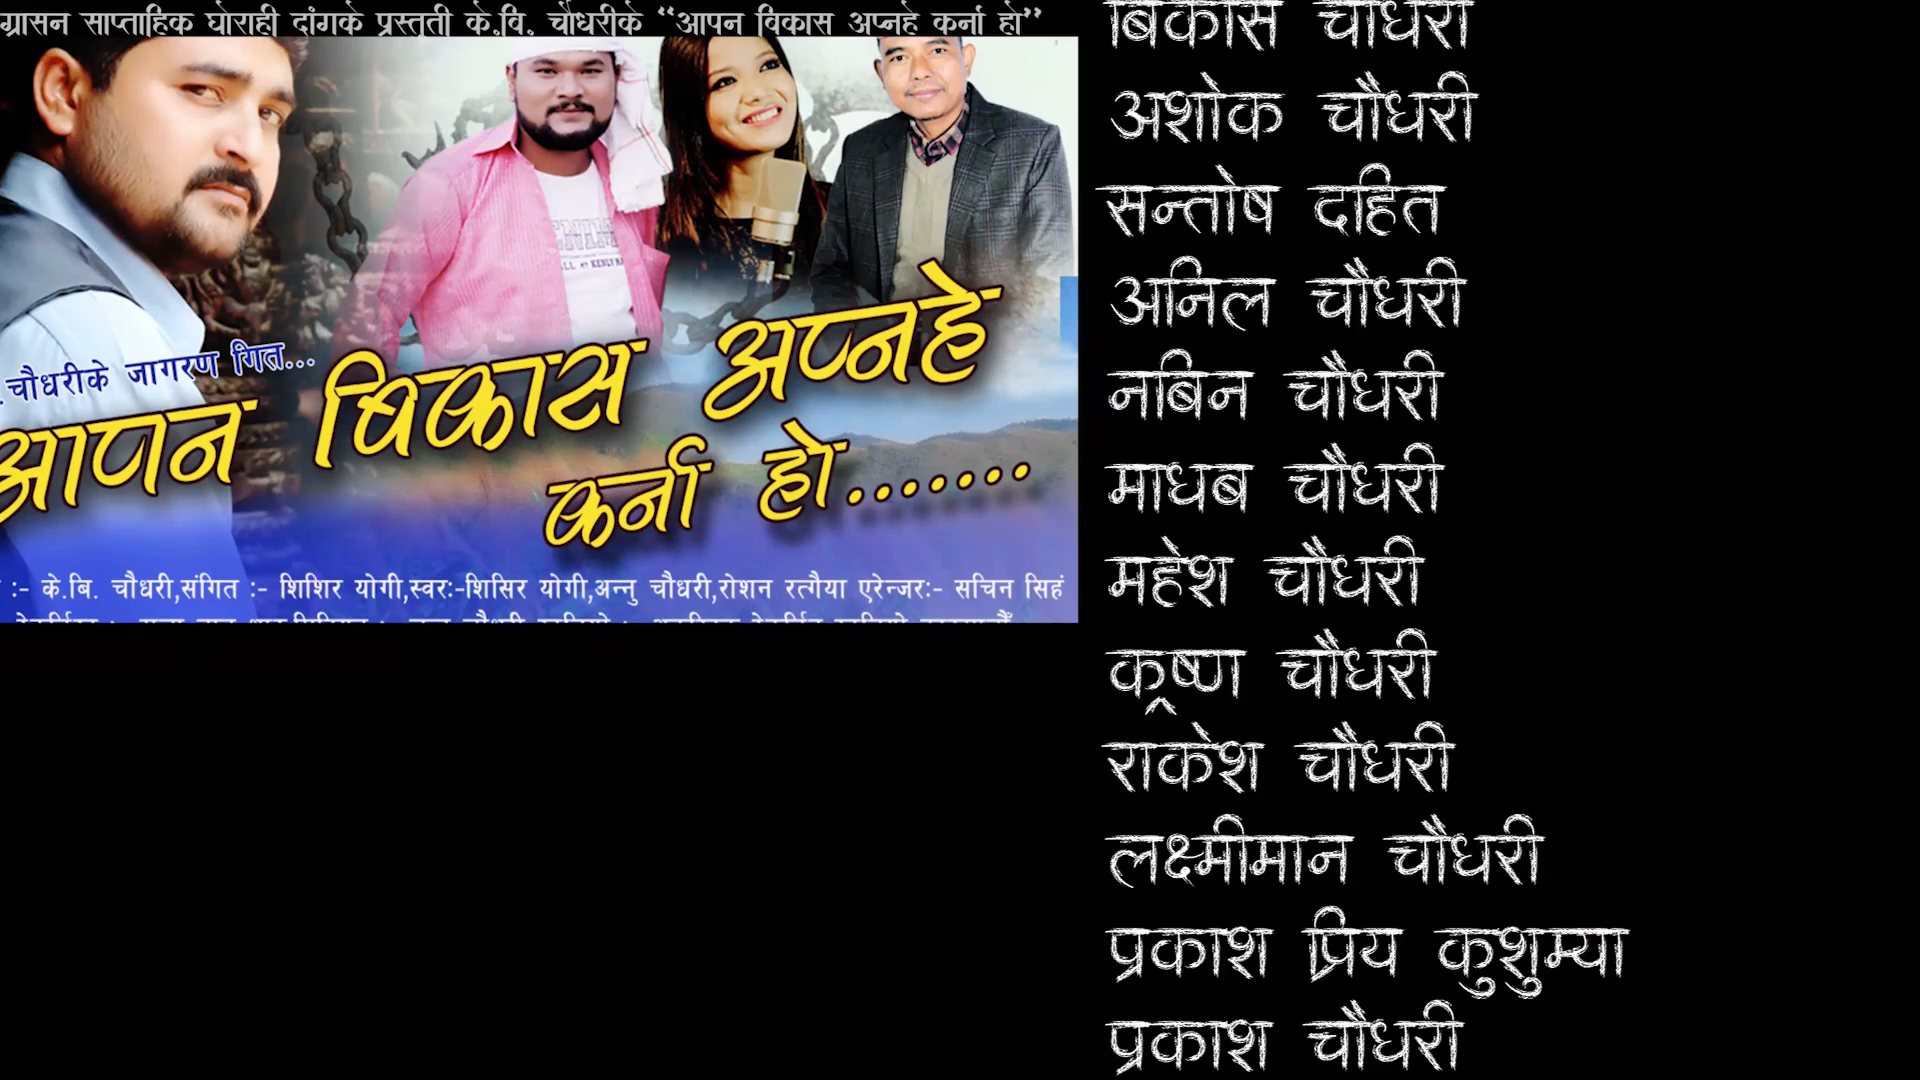 ग्रासन साप्ताहिक घोराही दांगके प्रस्तुती के.वि. चौधरीके “आपन विकास अप्नहे कर्ना हो”
.चौधरीके जागरण गित...
आपन बिकास अप्नहे
कर्ना हो.......
:- के.बि. चौधरी,संगित :- शिशिर योगी,स्वरः-शिसिर योगी,अन्नु चौधरी,रोशन रत्गैया एरेन्जरः- सचिन सिहं
बिकास चौधरी
अशोक चौधरी
सन्तोष दहित
अनिल चौधरी
नबिन चौधरी
माधब चौधरी
महेश चौधरी
क्रष्ण चौधरी
राकेश चौधरी
लक्ष्मीमान चौधरी
प्रकाश प्रिय कुशुम्या
प्रकाश चौधरी